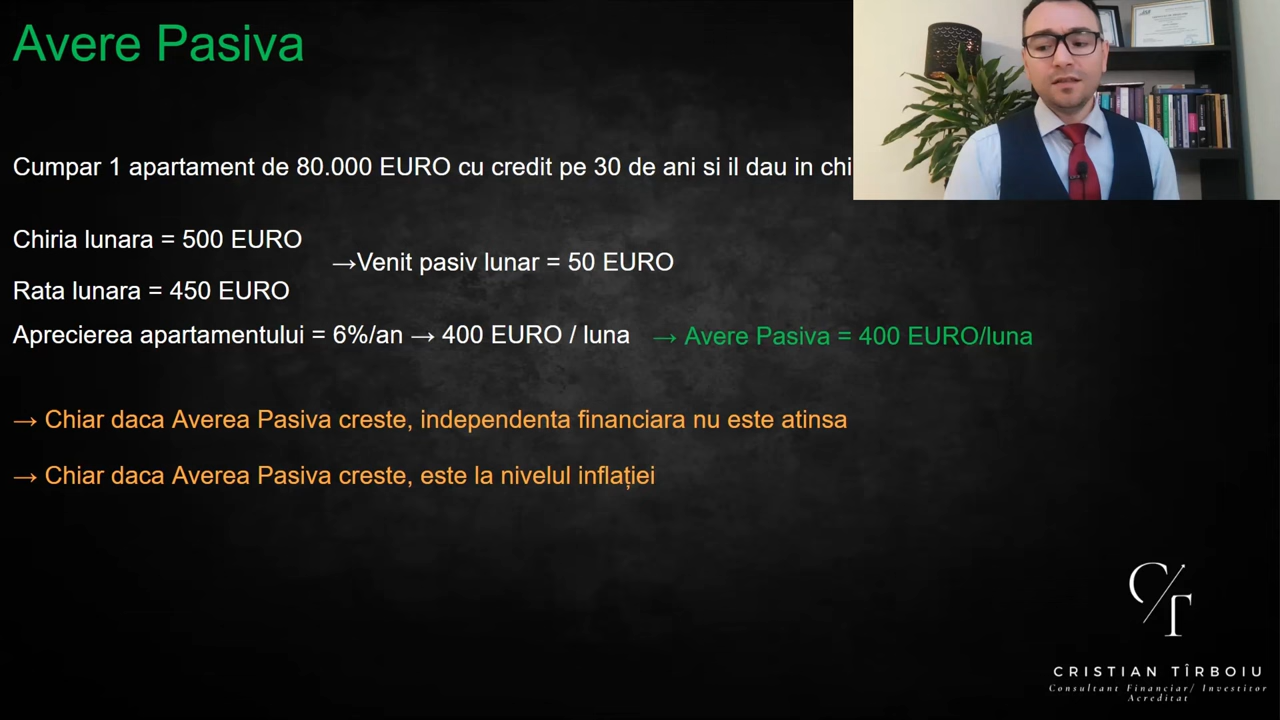 Avere Pasiva
Cumpar 1 apartament de 80.000 EURO cu credit pe 30 de ani si il dau in chi
Chiria lunara = 500 EURO
→Venit pasiv lunar = 50 EURO
Rata lunara = 450 EURO
Aprecierea apartamentului = 6%/an → 400 EURO / luna → Avere Pasiva = 400 EURO/luna
→ Chiar daca Averea Pasiva creste, independenta financiara nu este atinsa
→ Chiar daca Averea Pasiva creste, este la nivelul inflației
CT
CRISTIAN TÎRBOIU
Consultant Financiar/ Investitor
Acreditat